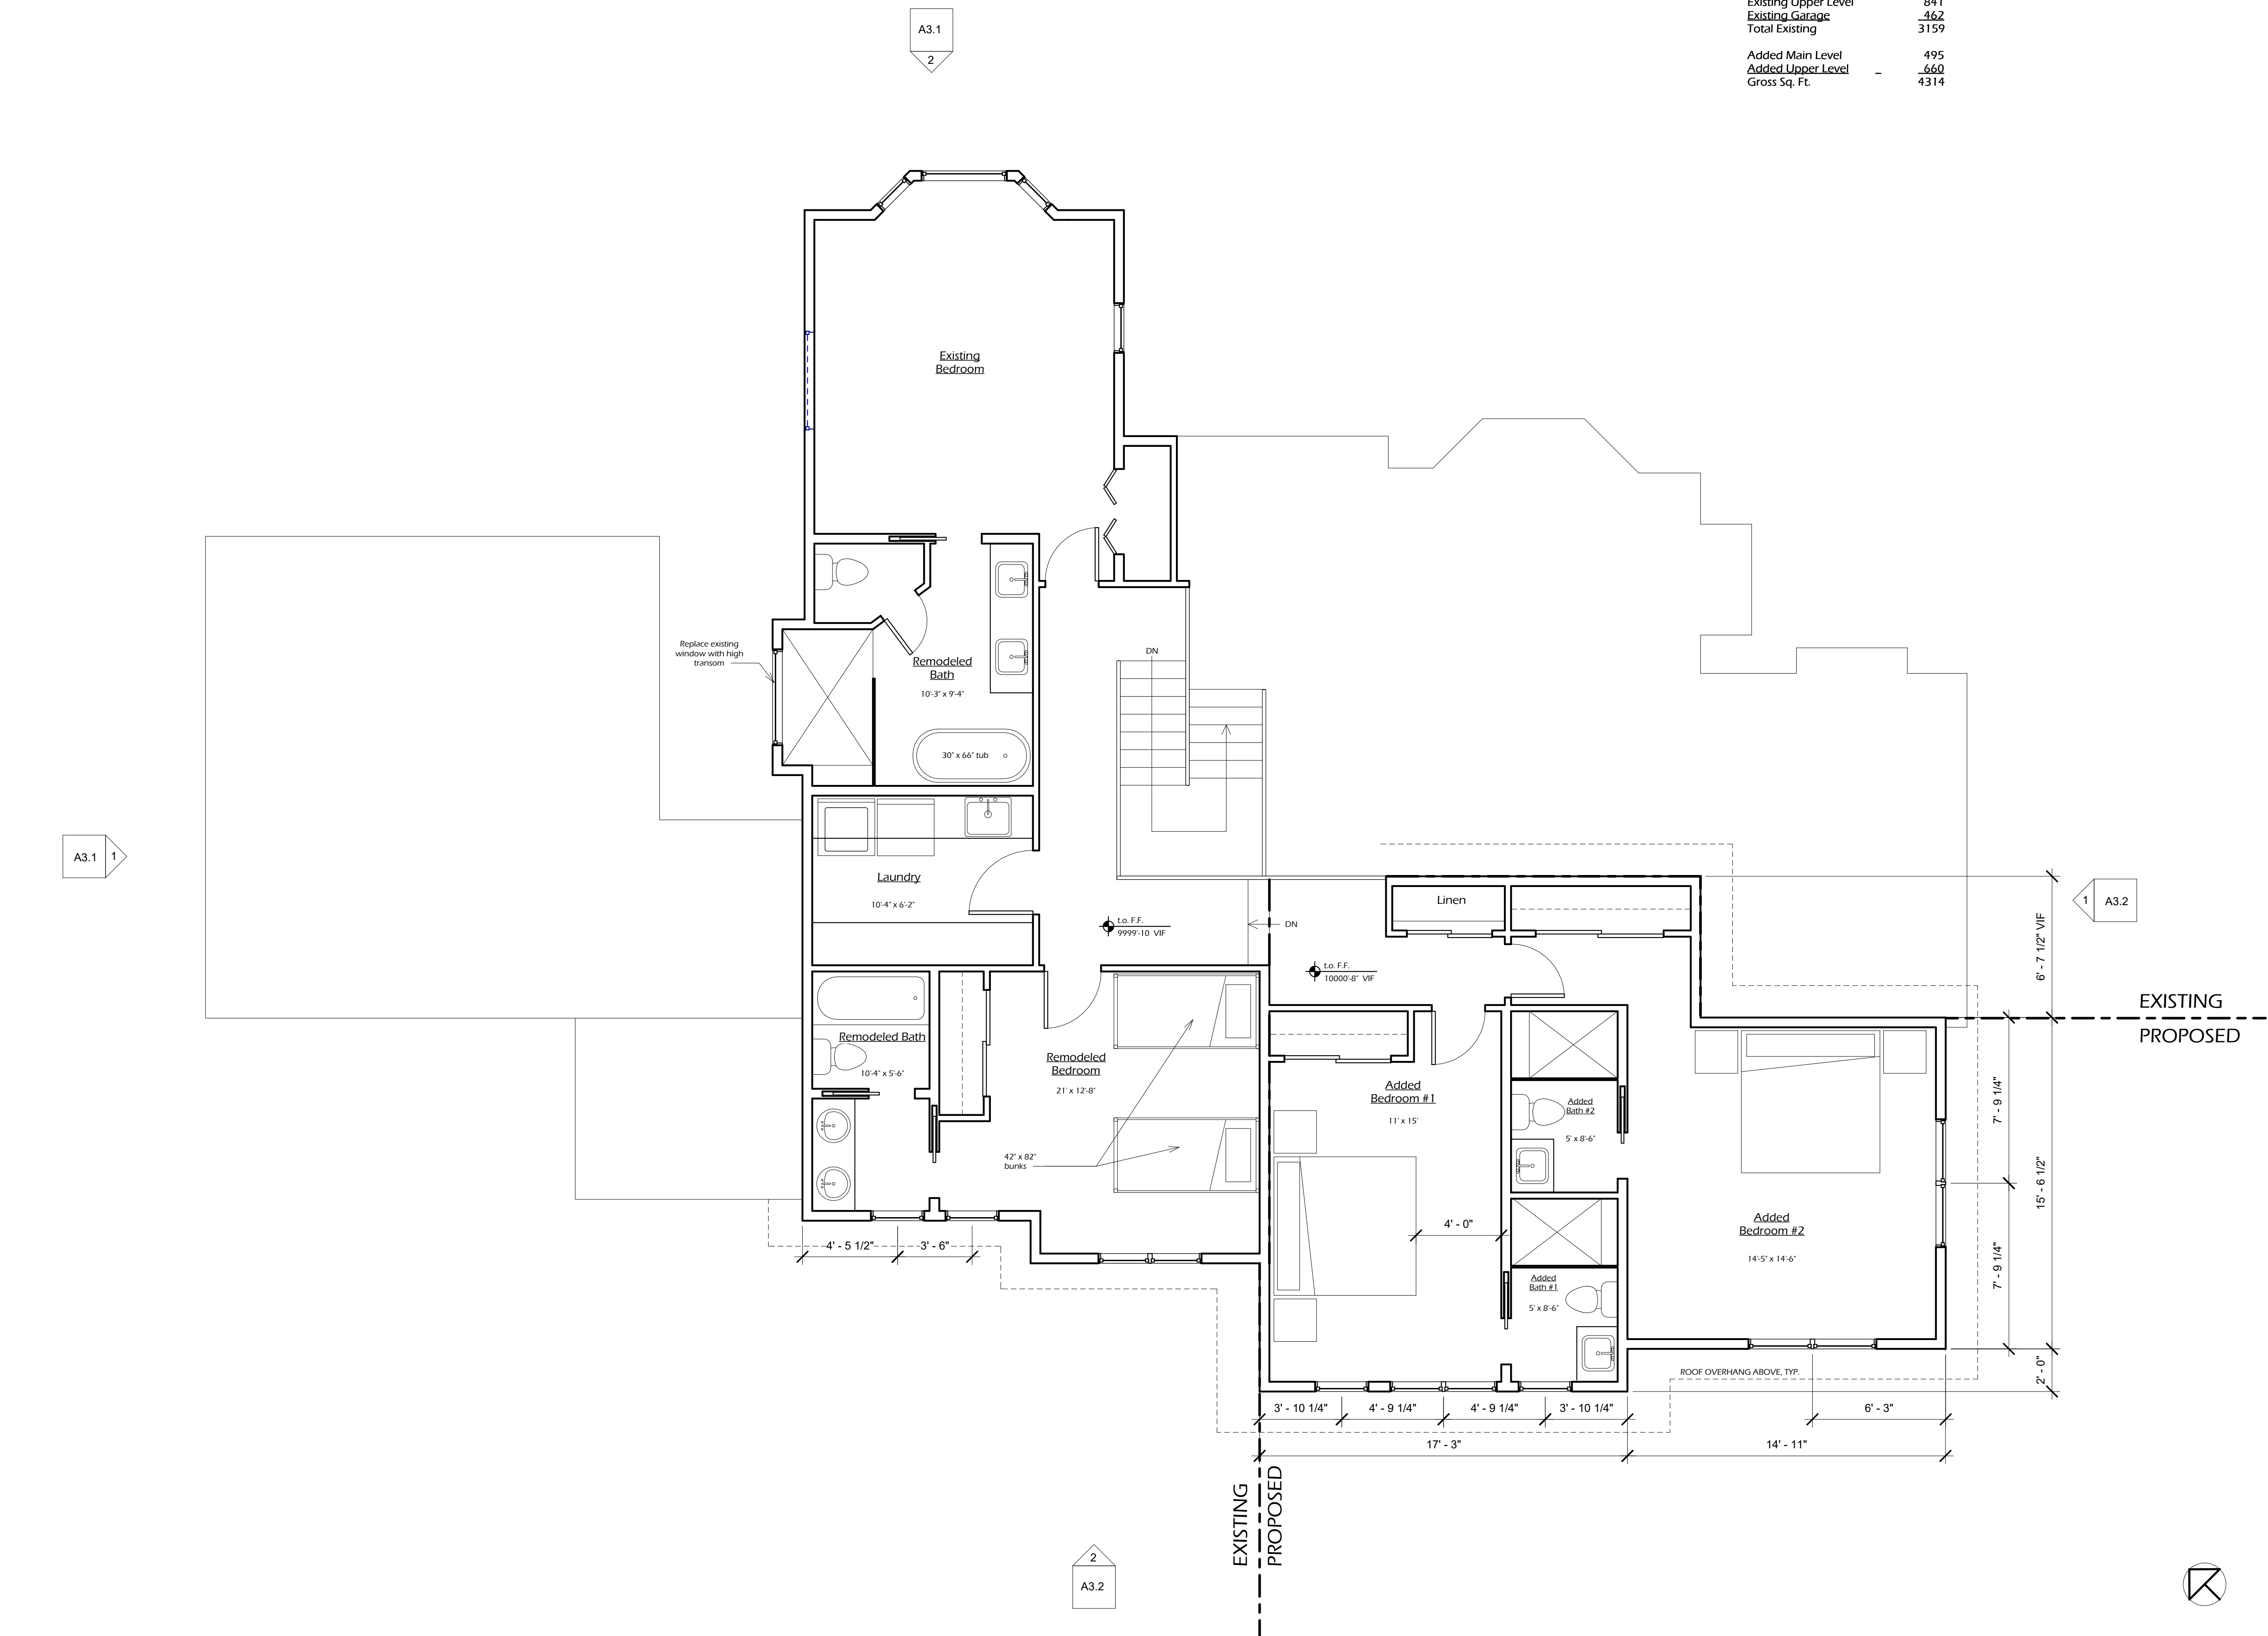 Existing Upper Level 841
Existing Garage 462
Total Existing 3159
Added Main Level 495
Added Upper Level 660
Gross Sq. Ft. 4314
A3.1
2
Existing
Bedroom
Replace existing
window with high
transom
Remodeled
Bath
10'-3" x 9'-4"
30" x 66" tub
DN
A3.1
1
Laundry
10'-4" x 6'-2"
t.o. F.F.
9999'-10 VIF
DN
Linen
t.o. F.F.
10000'-8" VIF
1
A3.2
6' - 7 1/2" VIF
EXISTING
PROPOSED
Remodeled Bath
10'-4" x 5'-6"
Remodeled
Bedroom
21' x 12'-8"
42" x 82"
bunks
Added
Bedroom #1
11' x 15'
Added
Bath #2
5' x 8'-6"
Added
Bedroom #2
14'-5" x 14'-6"
4' - 0"
Added
Bath #1
5' x 8'-6"
7' - 9 1/4"
7' - 9 1/4"
15' - 6 1/2"
2' - 0"
4' - 5 1/2"
3' - 6"
ROOF OVERHANG ABOVE, TYP.
3' - 10 1/4"
4' - 9 1/4"
4' - 9 1/4"
3' - 10 1/4"
6' - 3"
17' - 3"
14' - 11"
EXISTING
PROPOSED
2
A3.2